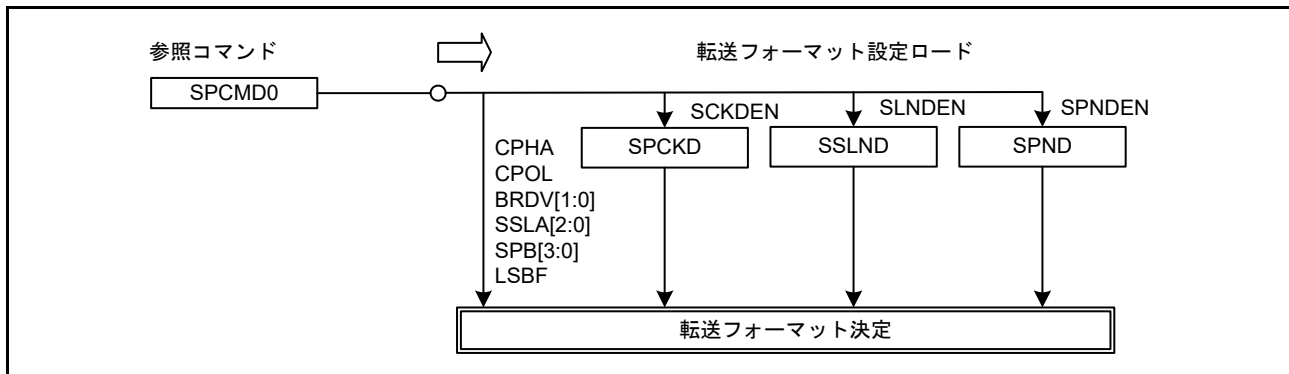 参照コマンド
転送フォーマット設定ロード
SPCMD0
SCKDEN
SLNDEN
SPNDEN
CPHA
CPOL
BRDV[1:0]
SSLA[2:0]
SPB[3:0]
LSBF
SPCKD
SSLND
SPND
転送フォーマット決定